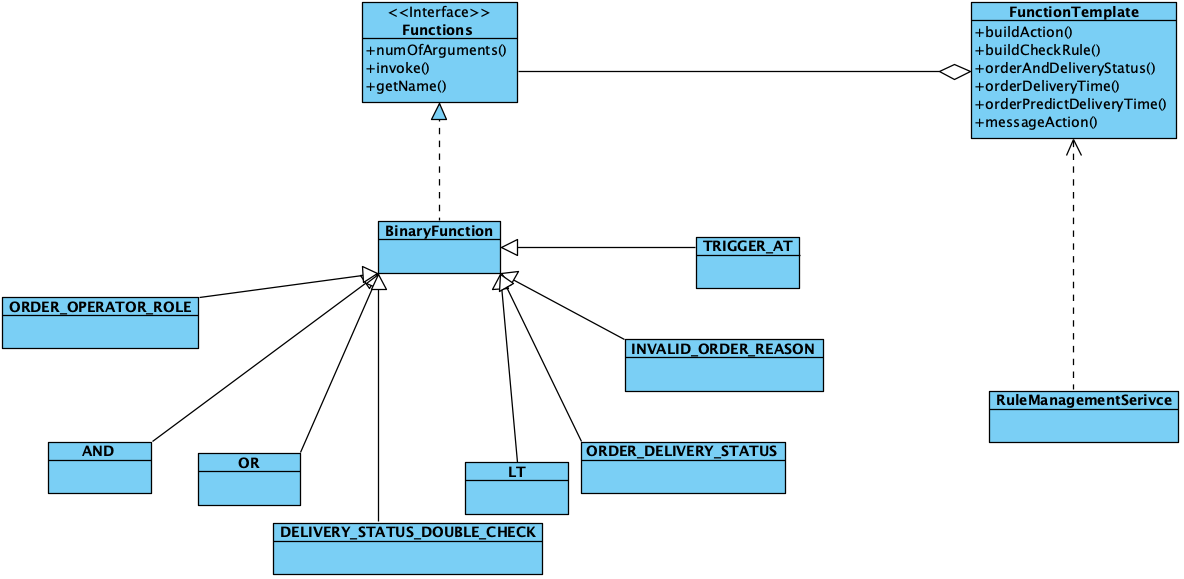 <<Interface>>
Functions
+numOfArguments()
+invoke()
+getName()
FunctionTemplate
+buildAction()
+buildCheckRule()
+orderAndDeliveryStatus()
+orderDeliveryTime()
+orderPredictDeliveryTime()
+messageAction()
BinaryFunction
TRIGGER_AT
ORDER_OPERATOR_ROLE
INVALID_ORDER_REASON
RuleManagementSerivce
AND
OR
LT
ORDER_DELIVERY_STATUS
DELIVERY_STATUS_DOUBLE_CHECK